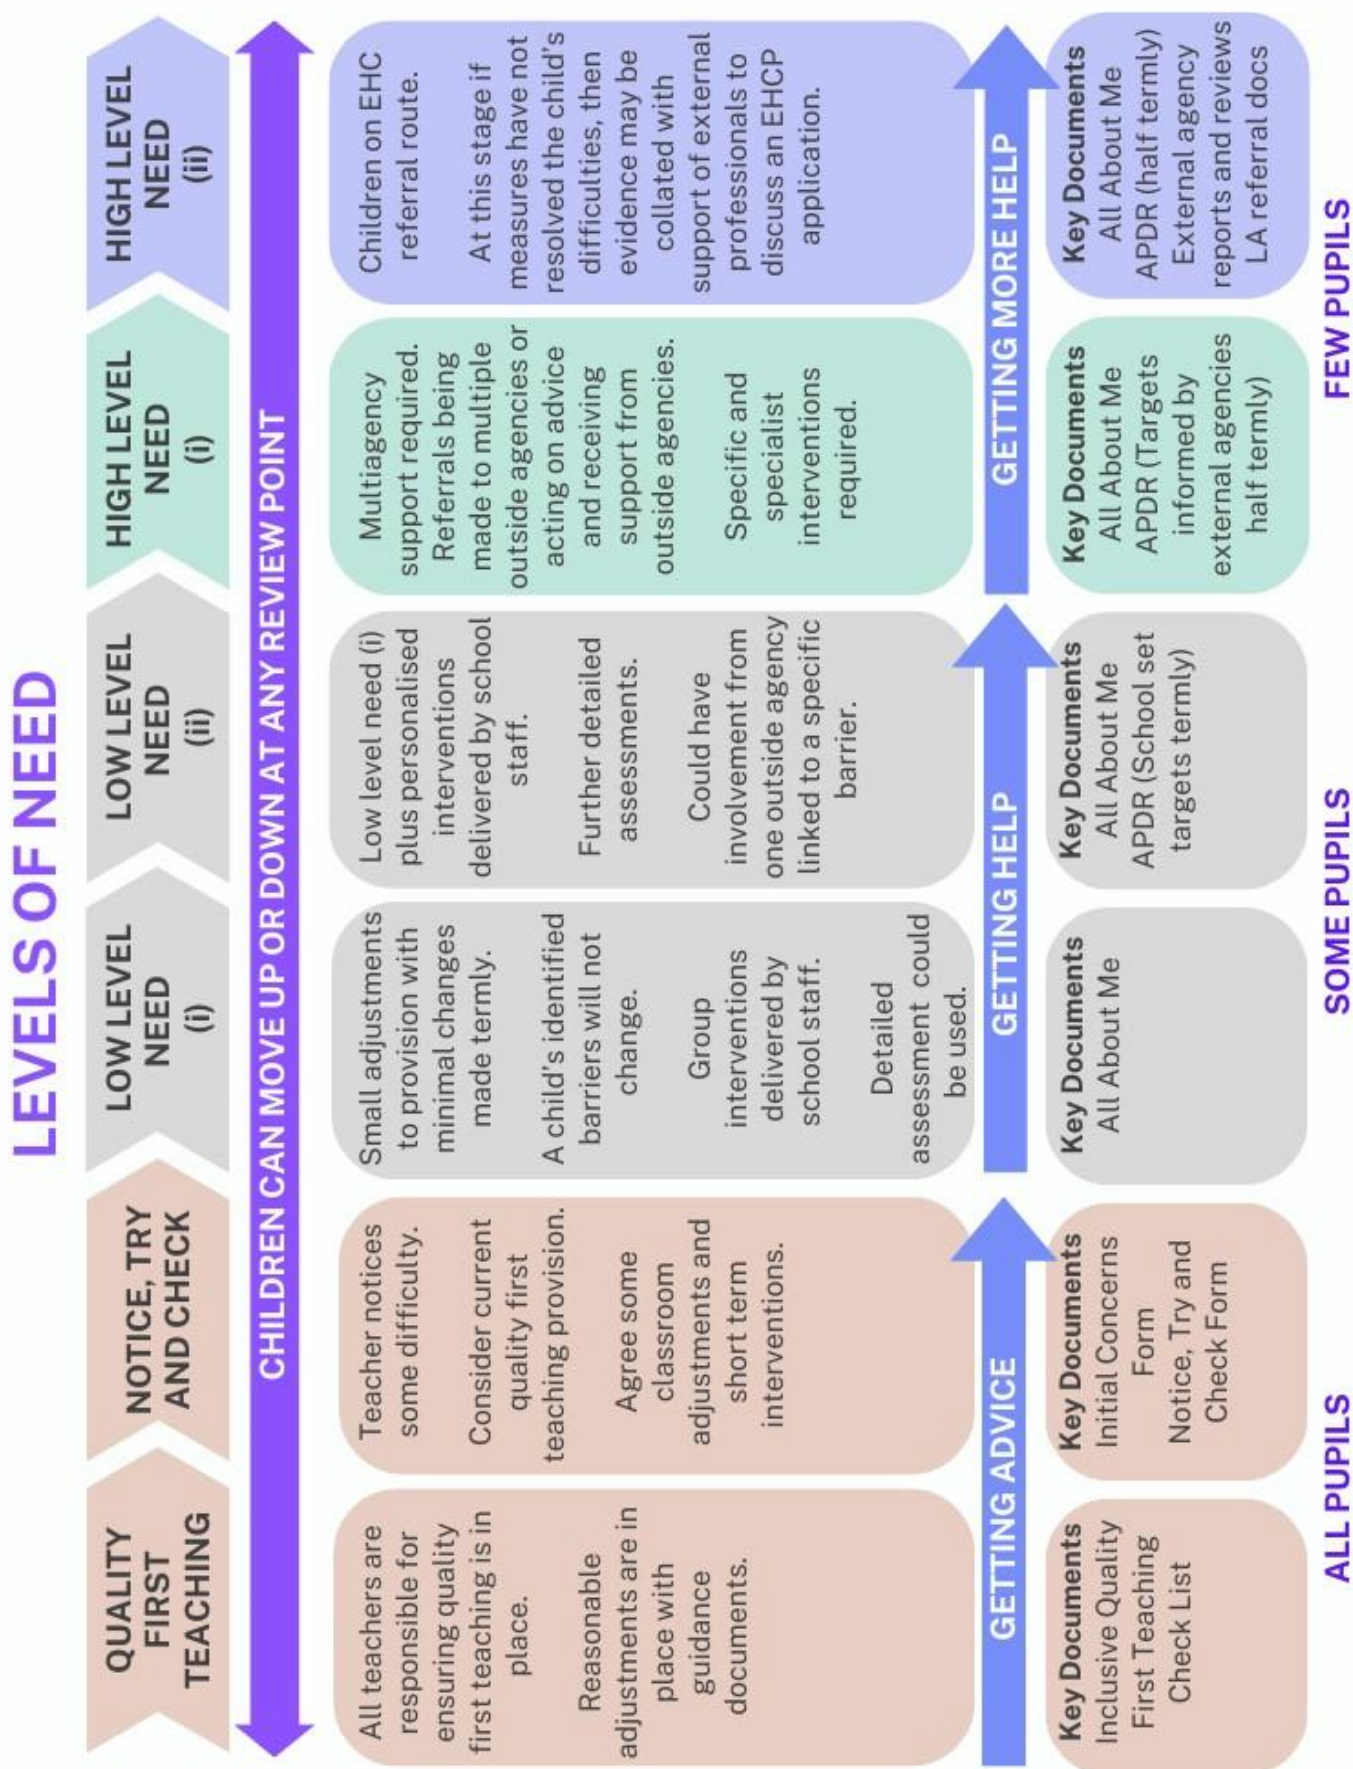 LEVELS OF NEED
QUALITY
FIRST
TEACHING
NOTICE, TRY
AND CHECK
LOW LEVEL
NEED
(i)
LOW LEVEL
NEED
(ii)
HIGH LEVEL
NEED
(i)
HIGH LEVEL
NEED
(ii)
CHILDREN CAN MOVE UP OR DOWN AT ANY REVIEW POINT
All teachers are
responsible for
ensuring quality
first teaching is in
place.
Reasonable
adjustments are in
place with
guidance
documents.
Teacher notices
some difficulty.
Consider current
quality first
teaching provision.
Agree some
classroom
adjustments and
short term
interventions.
Small adjustments
to provision with
minimal changes
made termly.
A child's identified
barriers will not
change.
Group
interventions
delivered by
school staff.
Detailed
assessment could
be used.
Low level need (i)
plus personalised
interventions
delivered by school
staff.
Further detailed
assessments.
Could have
involvement from
one outside agency
linked to a specific
barrier.
Multiagency
support required.
Referrals being
made to multiple
outside agencies or
acting on advice
and receiving
support from
outside agencies.
Specific and
specialist
interventions
required.
Children on EHC
referral route.
At this stage if
measures have not
resolved the child's
difficulties, then
evidence may be
collated with
support of external
professionals to
discuss an EHCP
application.
GETTING ADVICE
GETTING HELP
GETTING MORE HELP
Key Documents
Inclusive Quality
First Teaching
Check List
Key Documents
Initial Concerns
Form
Notice, Try and
Check Form
Key Documents
All About Me
Key Documents
All About Me
APDR (School set
targets termly)
Key Documents
All About Me
APDR (Targets
informed by
external agencies
half termly)
Key Documents
All About Me
APDR (half termly)
External agency
reports and reviews
LA referral docs
ALL PUPILS
SOME PUPILS
FEW PUPILS